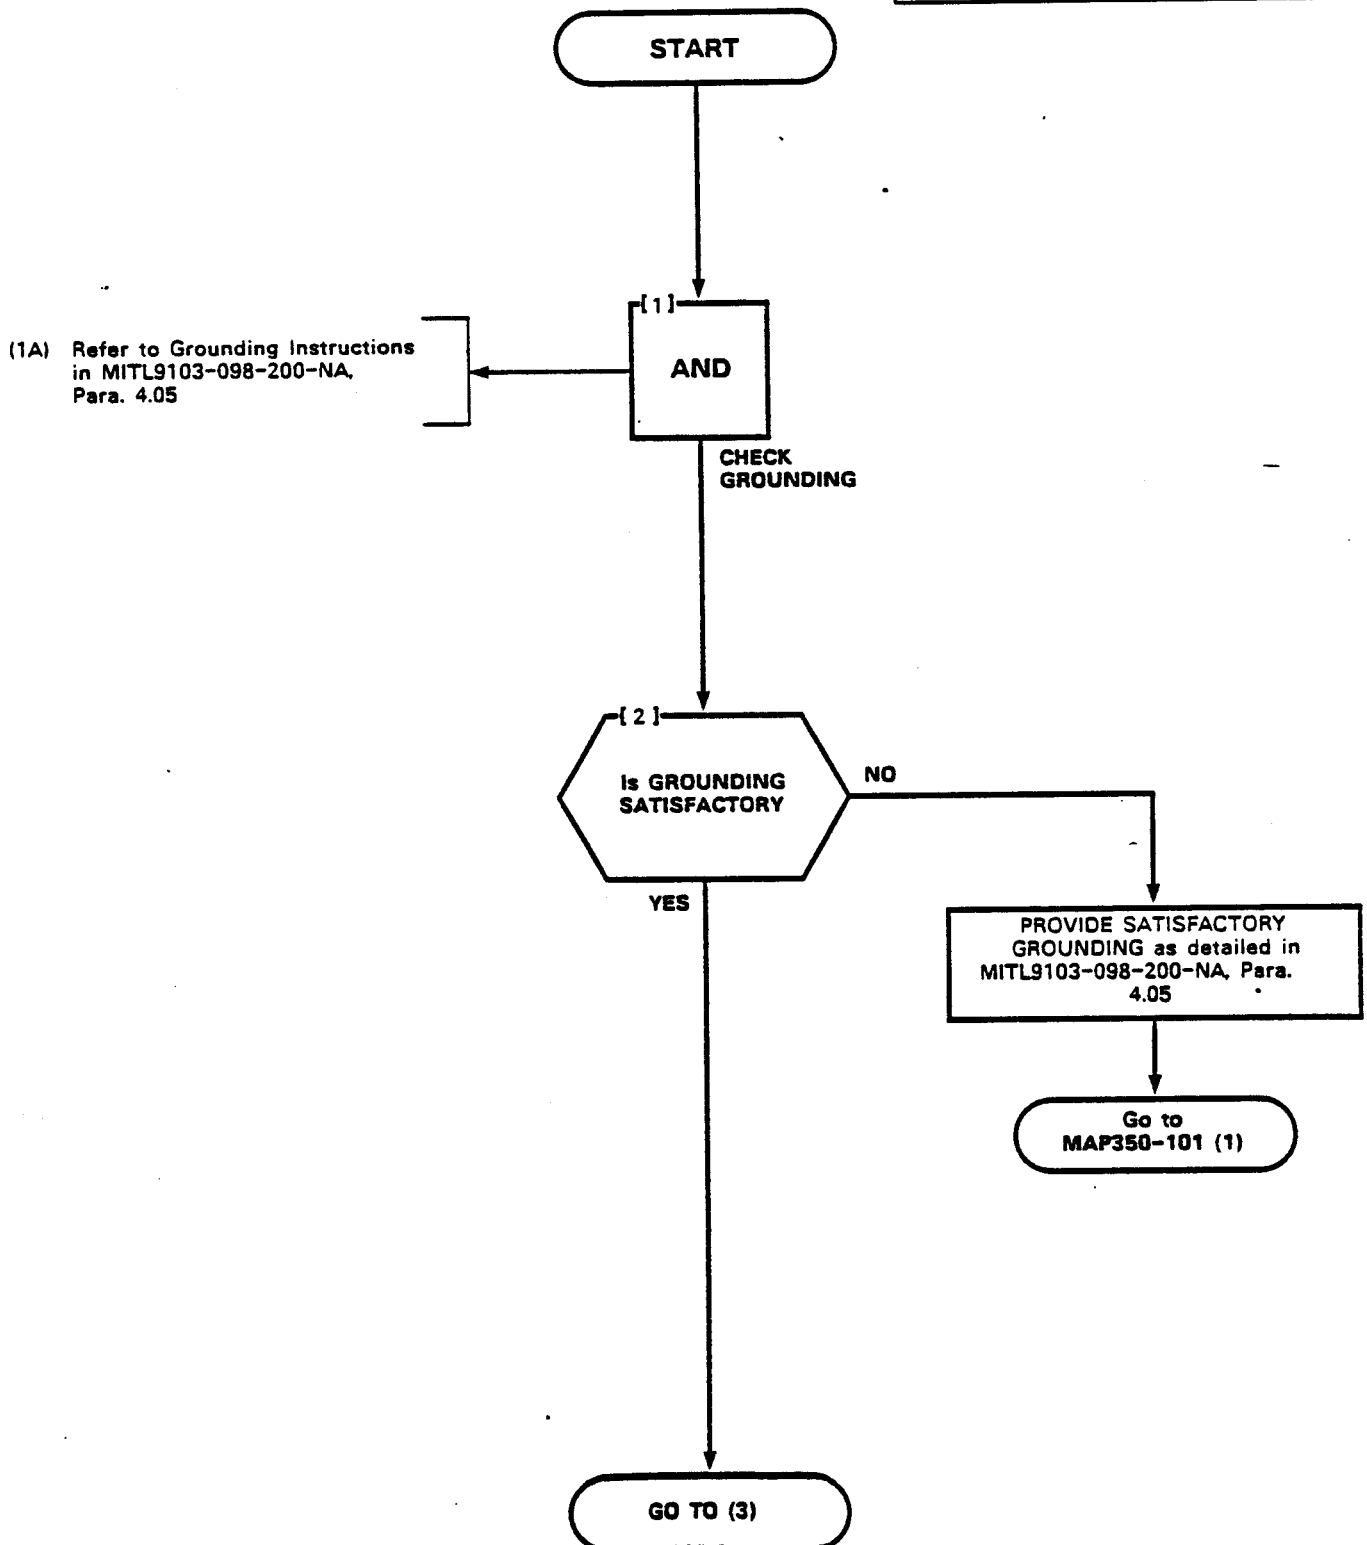 START
[1]
AND
(1A) Refer to Grounding Instructions
in MITL9103-098-200-NA,
Para. 4.05
CHECK
GROUNDING
[2]
Is GROUNDING
SATISFACTORY
NO
YES
PROVIDE SATISFACTORY
GROUNDING as detailed in
MITL9103-098-200-NA, Para.
4.05
Go to
MAP350-101 (1)
GO TO (3)